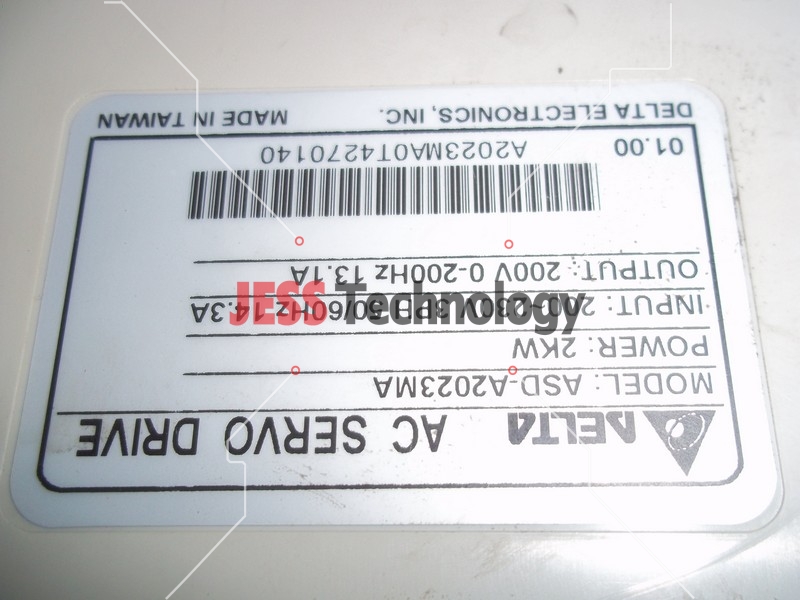 DELTA AC SERVO DRIVE
MODEL: ASD-A2023MA
POWER: 2KW
INPUT: 200-230V 3PH 50/60Hz 14.3A
OUTPUT: 200V 0-200Hz 13.1A
A2023MA0T4270140
01.00
DELTA ELECTRONICS, INC. MADE IN TAIWAN
JESS Technology